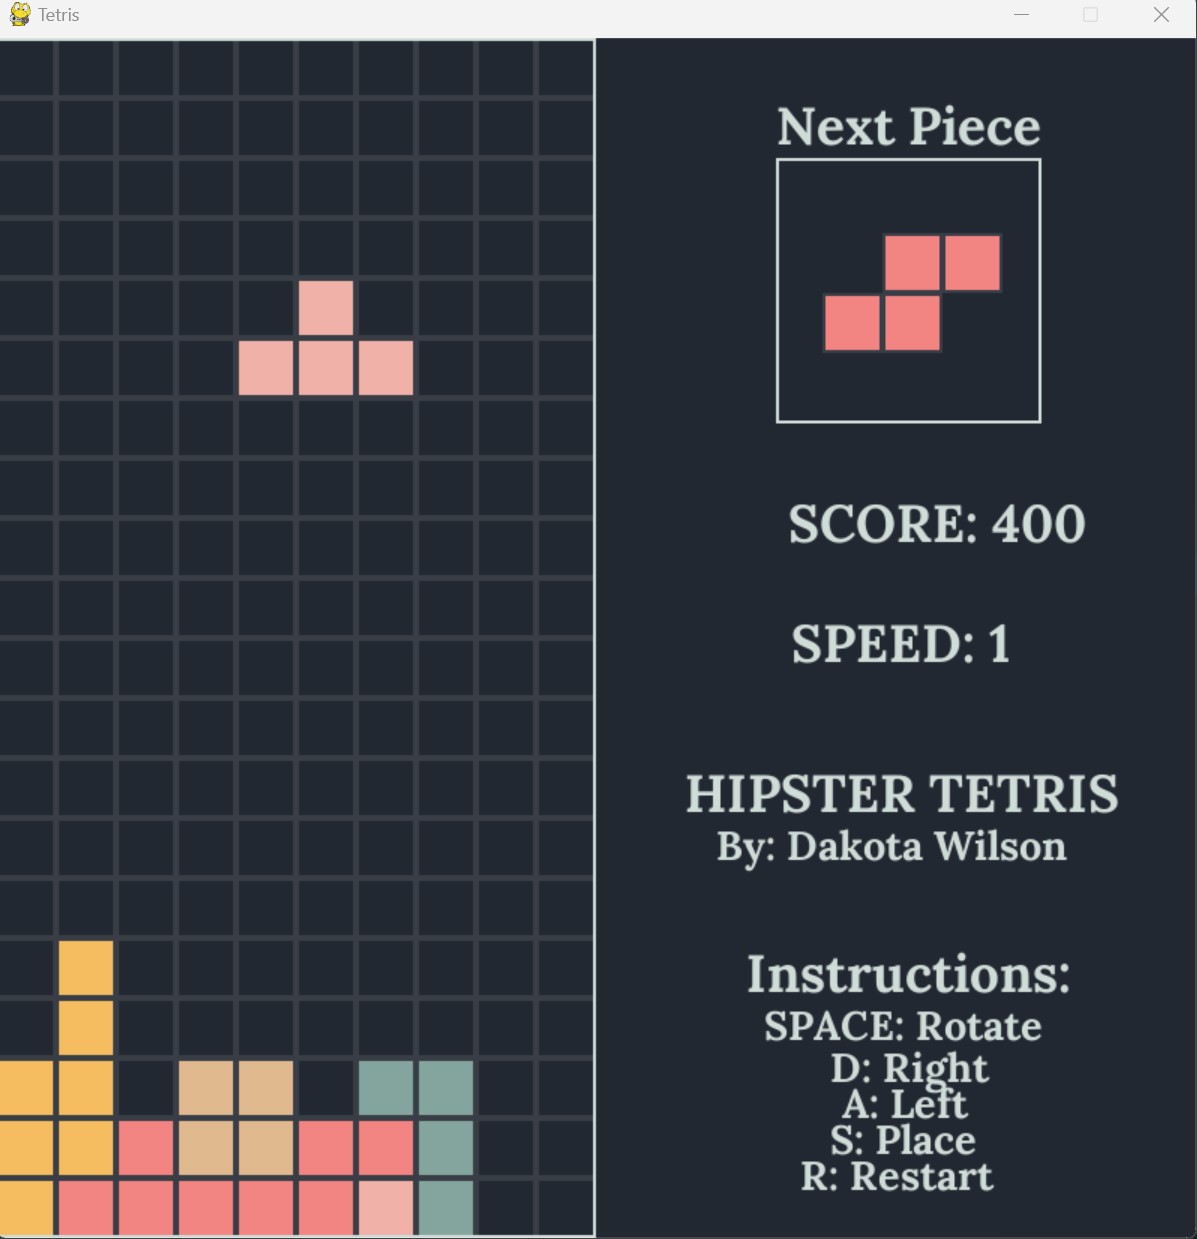 Tetris
Next Piece
SCORE: 400
SPEED: 1
HIPSTER TETRIS
By: Dakota Wilson
Instructions:
SPACE: Rotate
D: Right
A: Left
S: Place
R: Restart